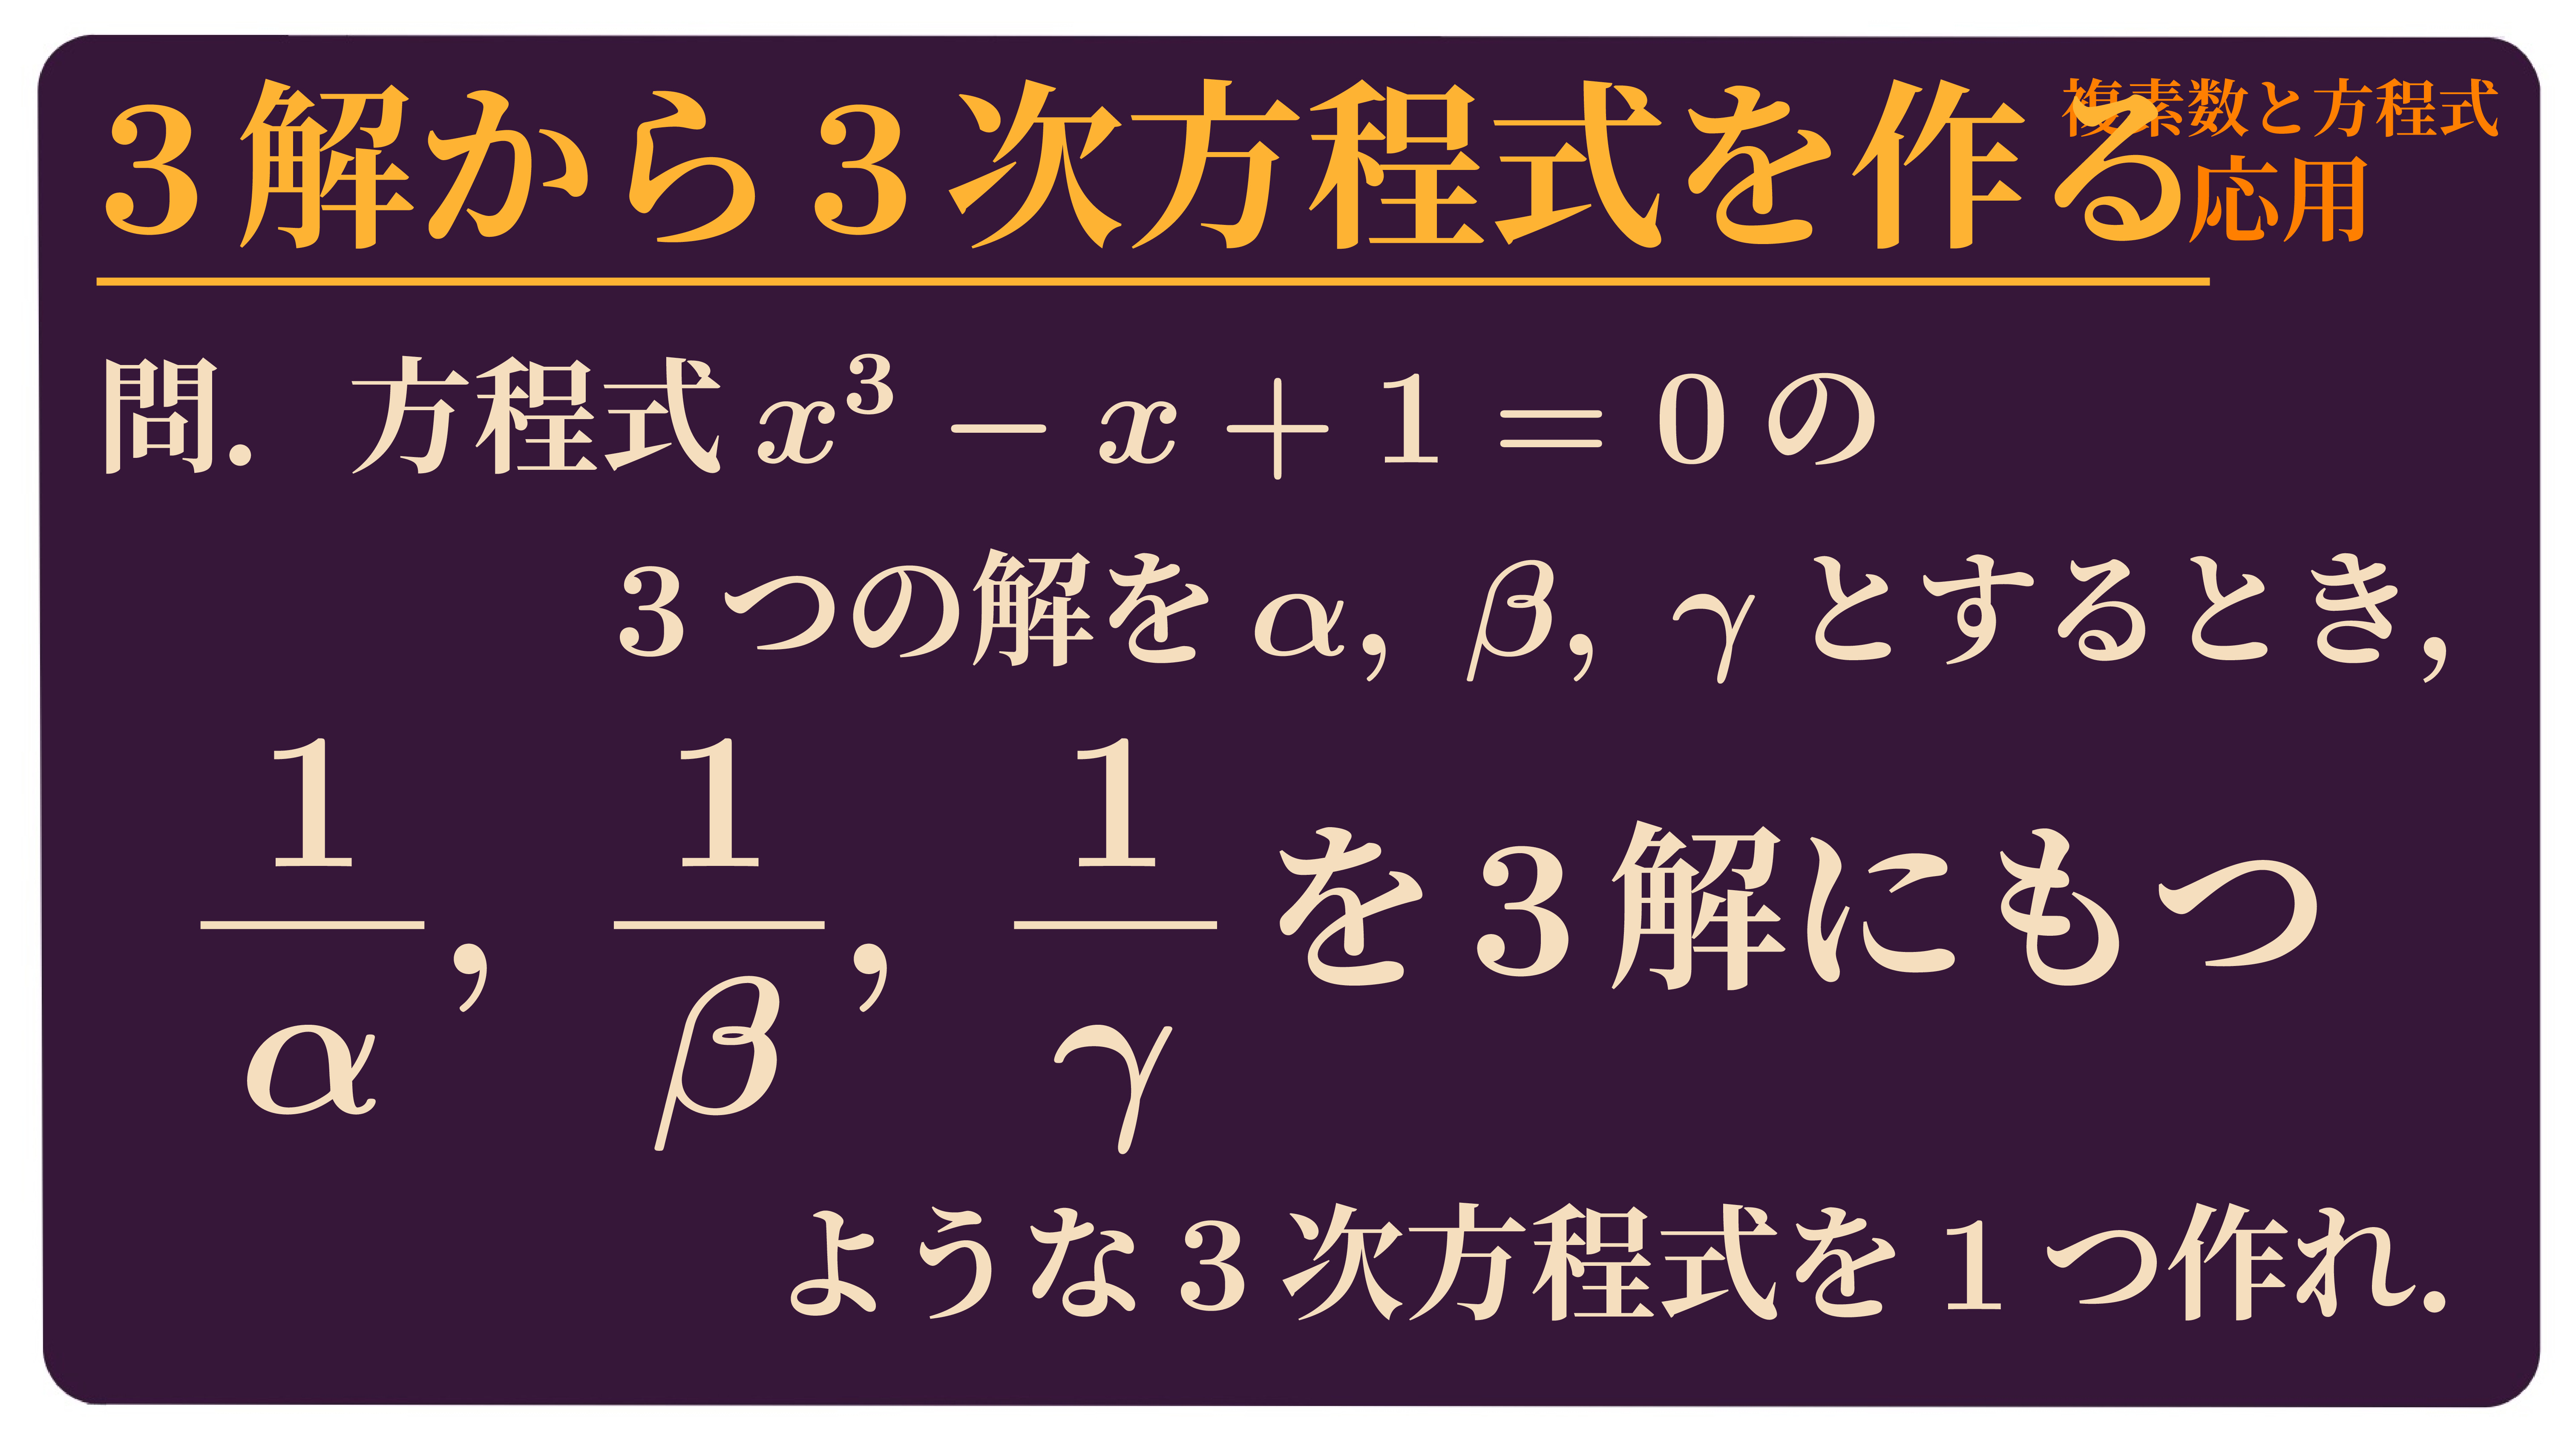 3解から3次方程式を作る
複素数と方程式
応用
問. 方程式 x³ − x + 1 = 0 の
3つの解を α, β, γ とするとき,
1/α, 1/β, 1/γ を3解にもつ
ような3次方程式を1つ作れ.